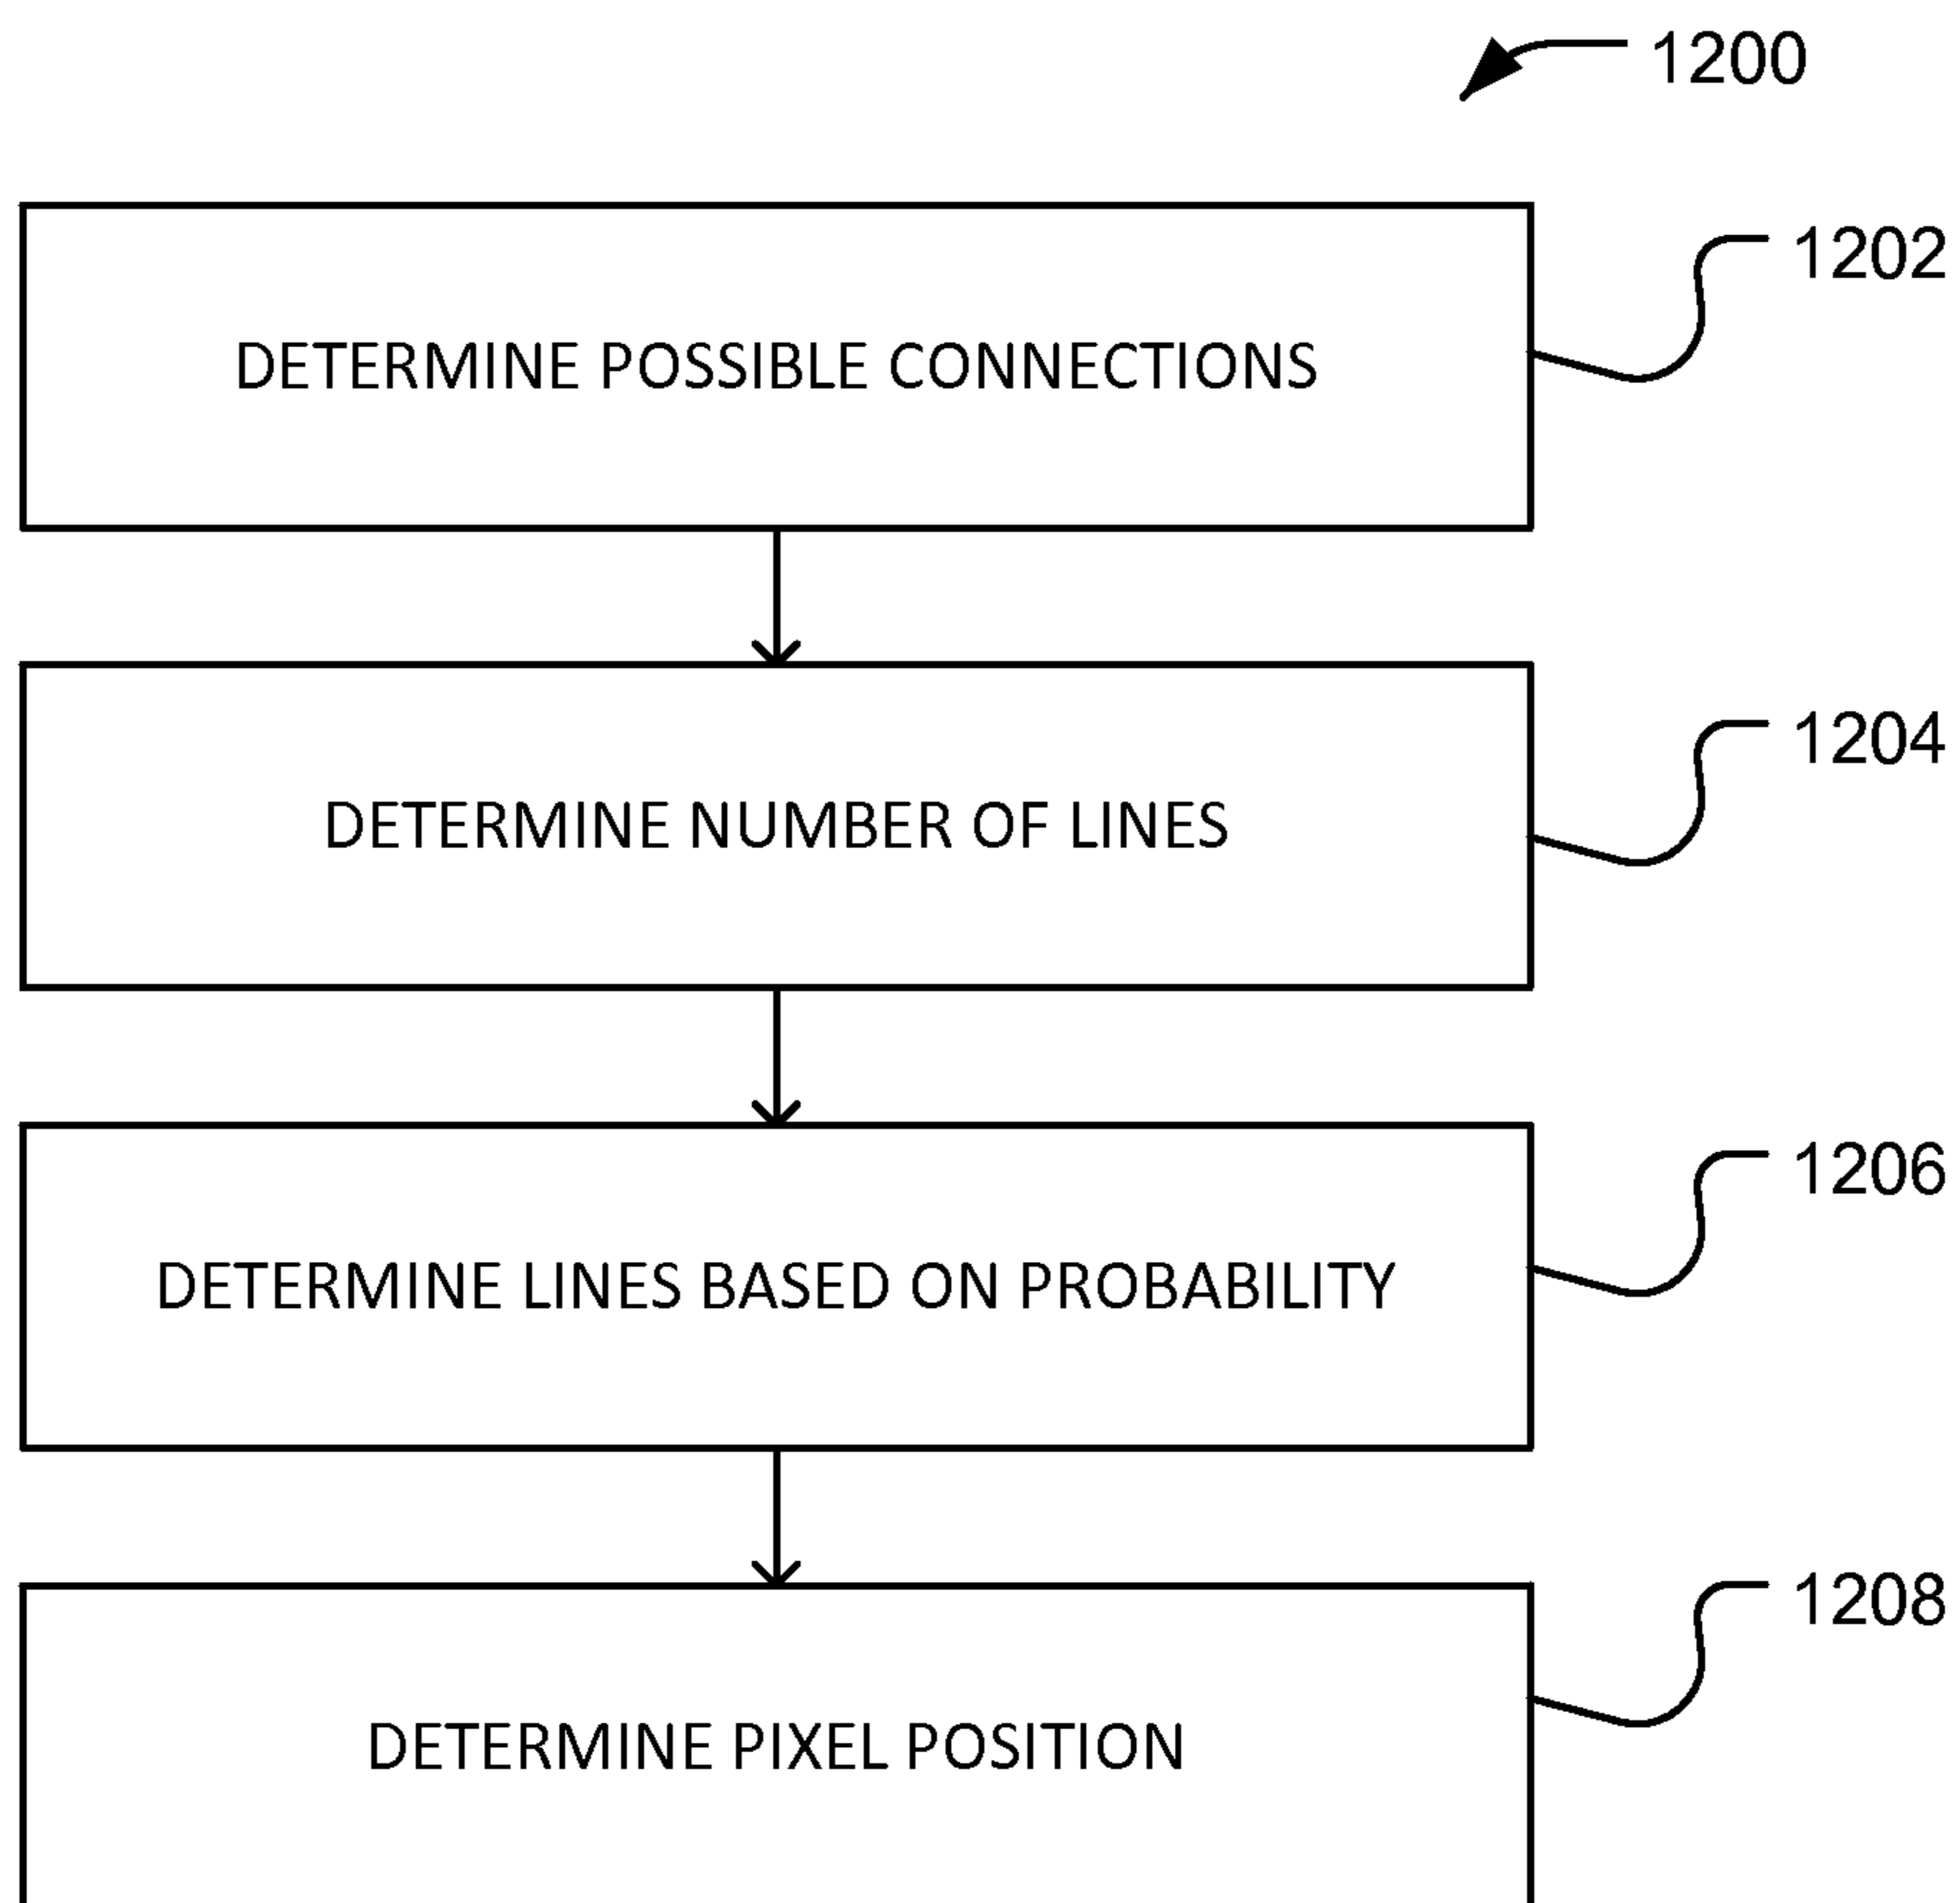 1200
1202
DETERMINE POSSIBLE CONNECTIONS
1204
DETERMINE NUMBER OF LINES
1206
DETERMINE LINES BASED ON PROBABILITY
1208
DETERMINE PIXEL POSITION